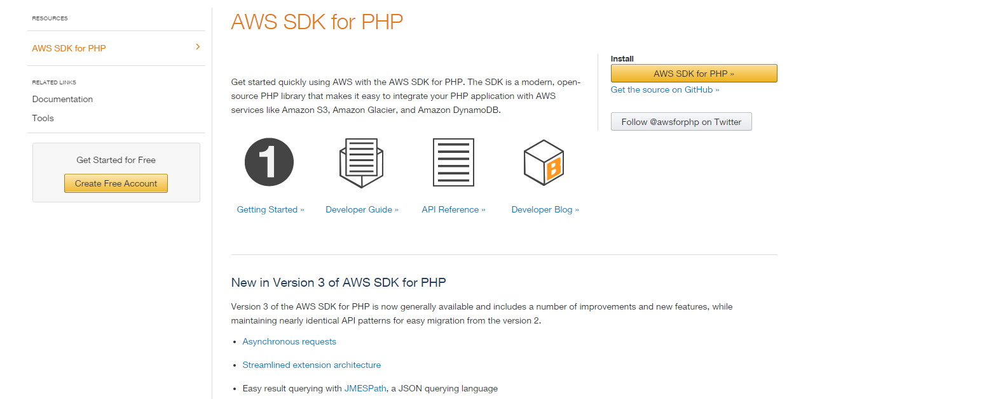 RESOURCES
AWS SDK for PHP
RELATED LINKS
Documentation
Tools
Get Started for Free
Create Free Account
AWS SDK for PHP
Get started quickly using AWS with the AWS SDK for PHP. The SDK is a modern, open-
source PHP library that makes it easy to integrate your PHP application with AWS
services like Amazon S3, Amazon Glacier, and Amazon DynamoDB.
Install
AWS SDK for PHP »
Get the source on GitHub »
Follow @awsforphp on Twitter
1
B
Getting Started »
Developer Guide »
API Reference »
Developer Blog »
New in Version 3 of AWS SDK for PHP
Version 3 of the AWS SDK for PHP is now generally available and includes a number of improvements and new features, while
maintaining nearly identical API patterns for easy migration from the version 2.
• Asynchronous requests
• Streamlined extension architecture
• Easy result querying with JMESPath, a JSON querying language